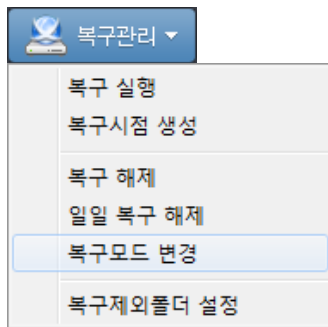 복구관리
복구 실행
복구시점 생성
복구 해제
일일 복구 해제
복구모드 변경
복구제외폴더 설정